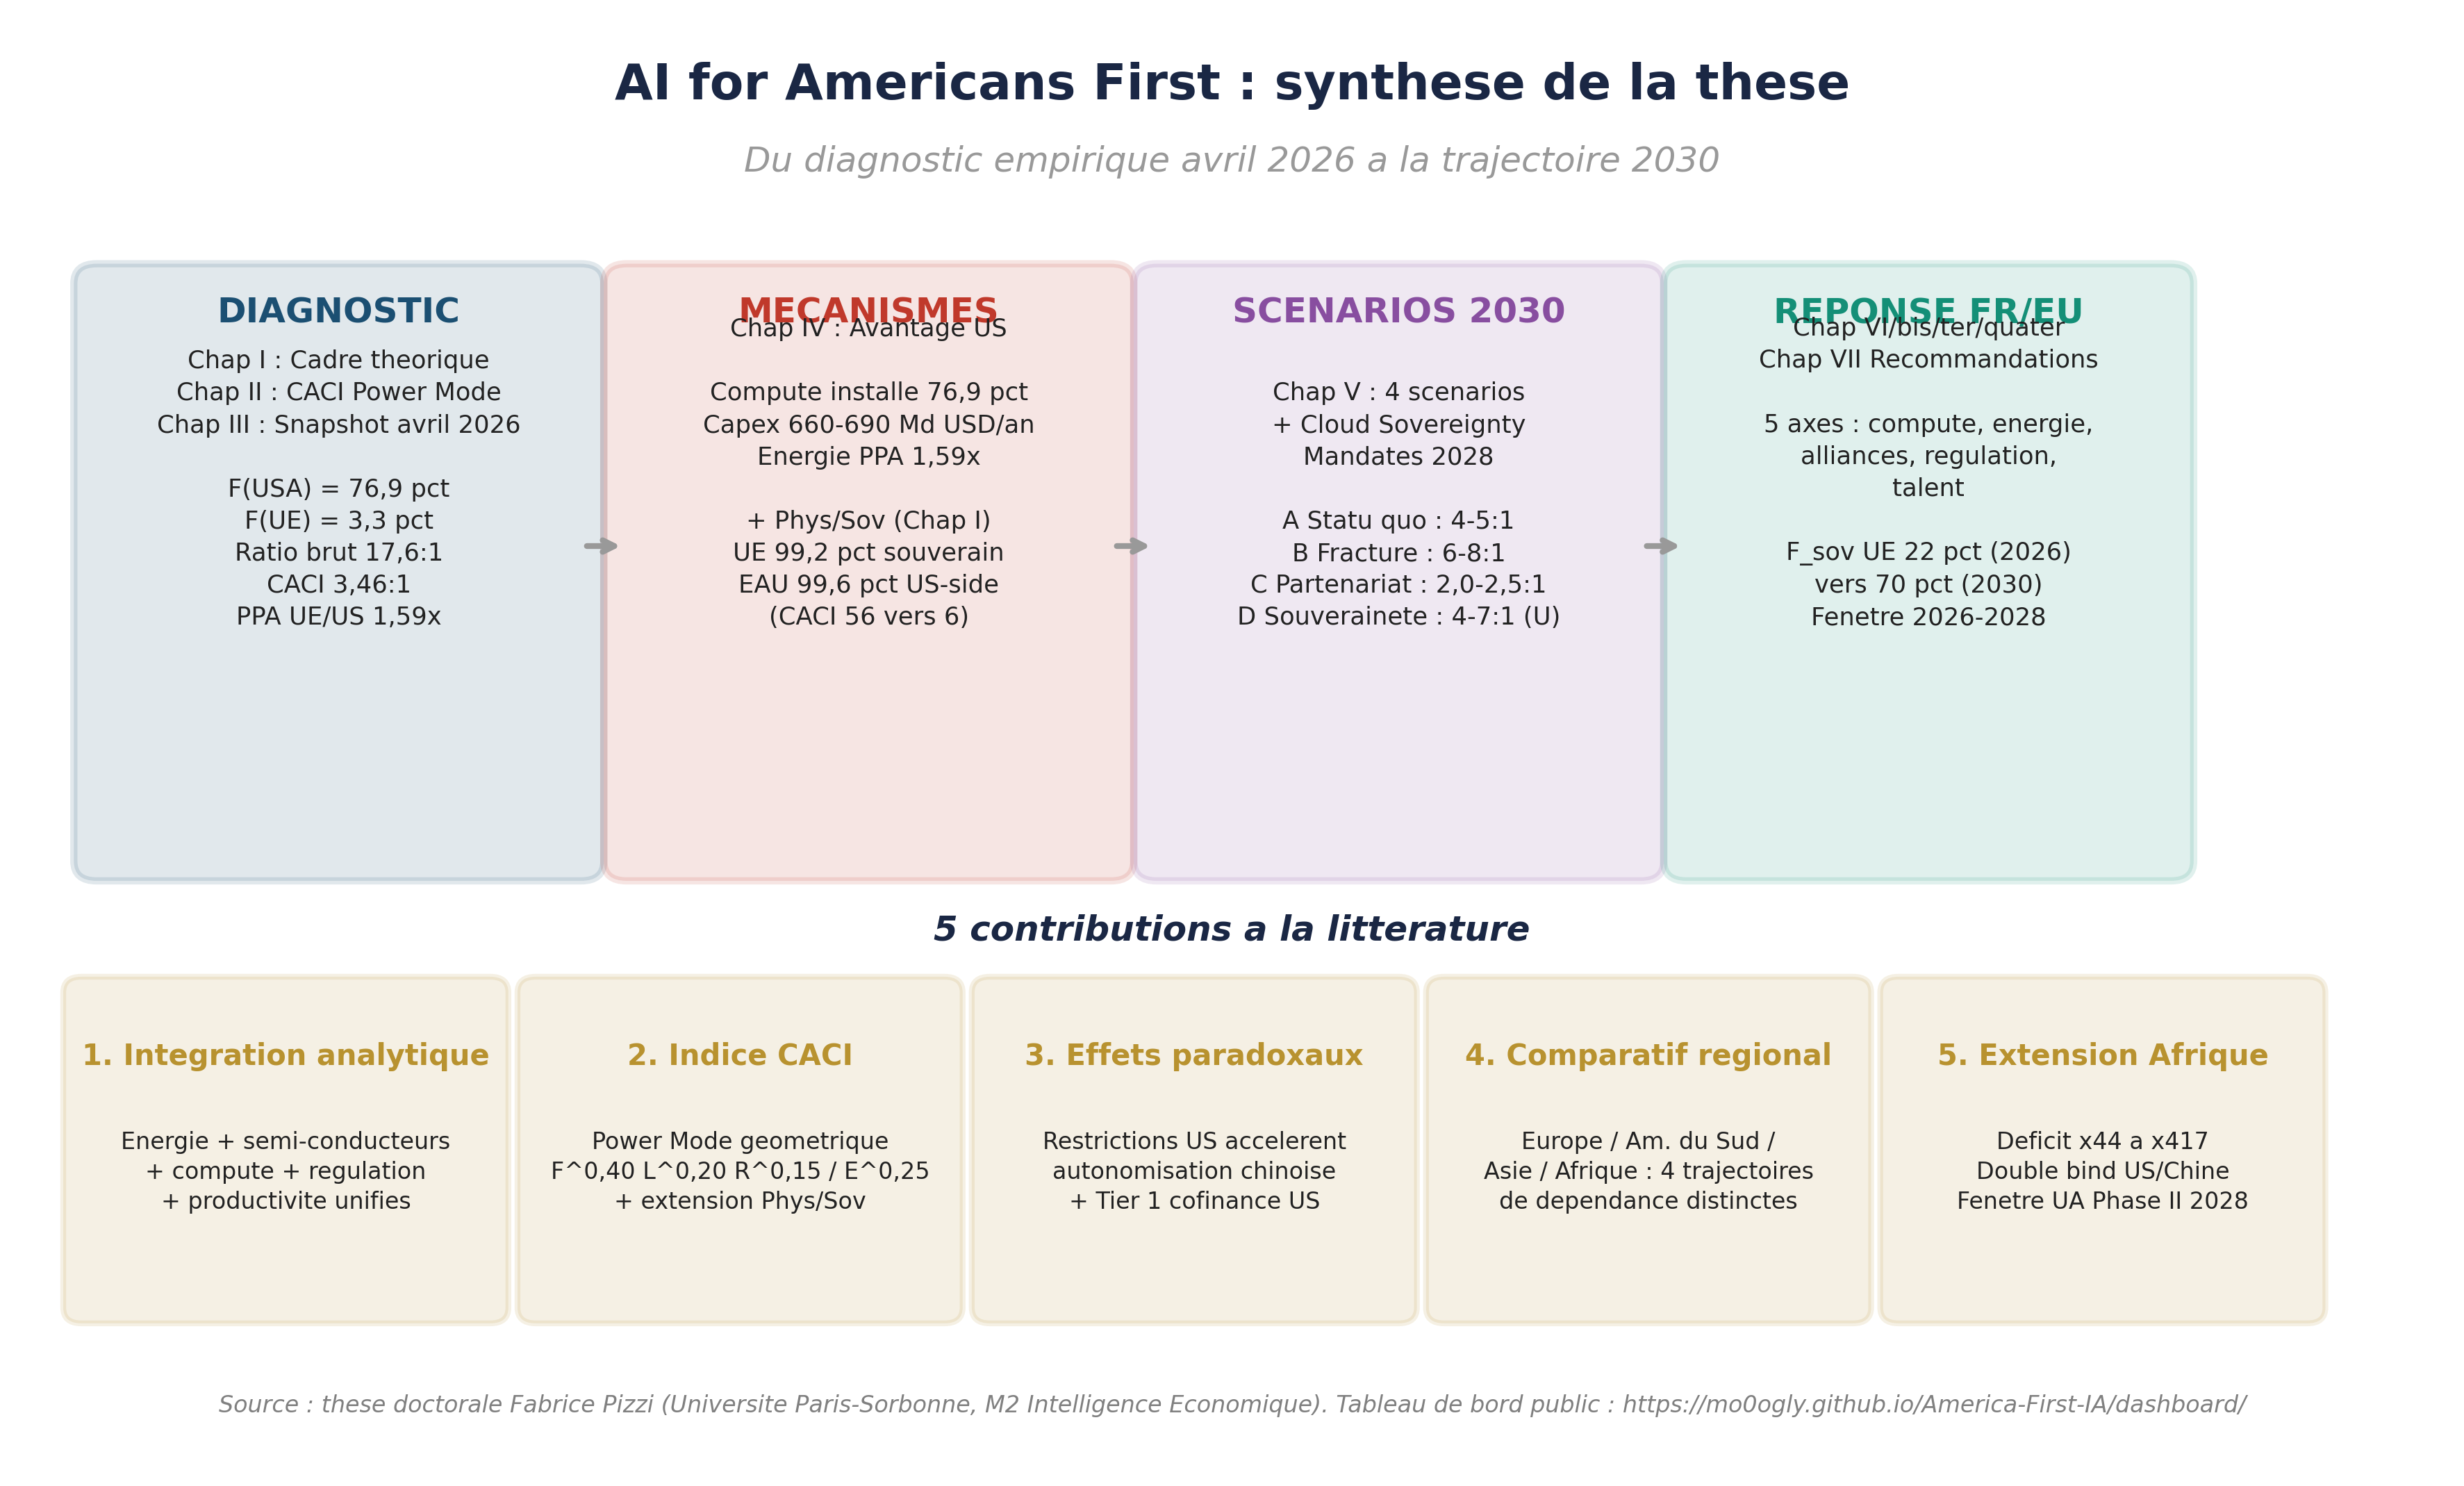 AI for Americans First : synthese de la these
Du diagnostic empirique avril 2026 a la trajectoire 2030
DIAGNOSTIC
Chap I : Cadre theorique
Chap II : CACI Power Mode
Chap III : Snapshot avril 2026
F(USA) = 76,9 pct
F(UE) = 3,3 pct
Ratio brut 17,6:1
CACI 3,46:1
PPA UE/US 1,59x
MECANISMES
Chap IV : Avantage US
Compute installe 76,9 pct
Capex 660-690 Md USD/an
Energie PPA 1,59x
+ Phys/Sov (Chap I)
UE 99,2 pct souverain
EAU 99,6 pct US-side
(CACI 56 vers 6)
SCENARIOS 2030
Chap V : 4 scenarios
+ Cloud Sovereignty
Mandates 2028
A Statu quo : 4-5:1
B Fracture : 6-8:1
C Partenariat : 2,0-2,5:1
D Souverainete : 4-7:1 (U)
REPONSE FR/EU
Chap VI/bis/ter/quater
Chap VII Recommandations
5 axes : compute, energie,
alliances, regulation,
talent
F_sov UE 22 pct (2026)
vers 70 pct (2030)
Fenetre 2026-2028
5 contributions a la litterature
1. Integration analytique
Energie + semi-conducteurs
+ compute + regulation
+ productivite unifies
2. Indice CACI
Power Mode geometrique
F^0,40 L^0,20 R^0,15 / E^0,25
+ extension Phys/Sov
3. Effets paradoxaux
Restrictions US accelerent
autonomisation chinoise
+ Tier 1 cofinance US
4. Comparatif regional
Europe / Am. du Sud /
Asie / Afrique : 4 trajectoires
de dependance distinctes
5. Extension Afrique
Deficit x44 a x417
Double bind US/Chine
Fenetre UA Phase II 2028
Source : these doctorale Fabrice Pizzi (Universite Paris-Sorbonne, M2 Intelligence Economique). Tableau de bord public : https://mo0ogly.github.io/America-First-IA/dashboard/